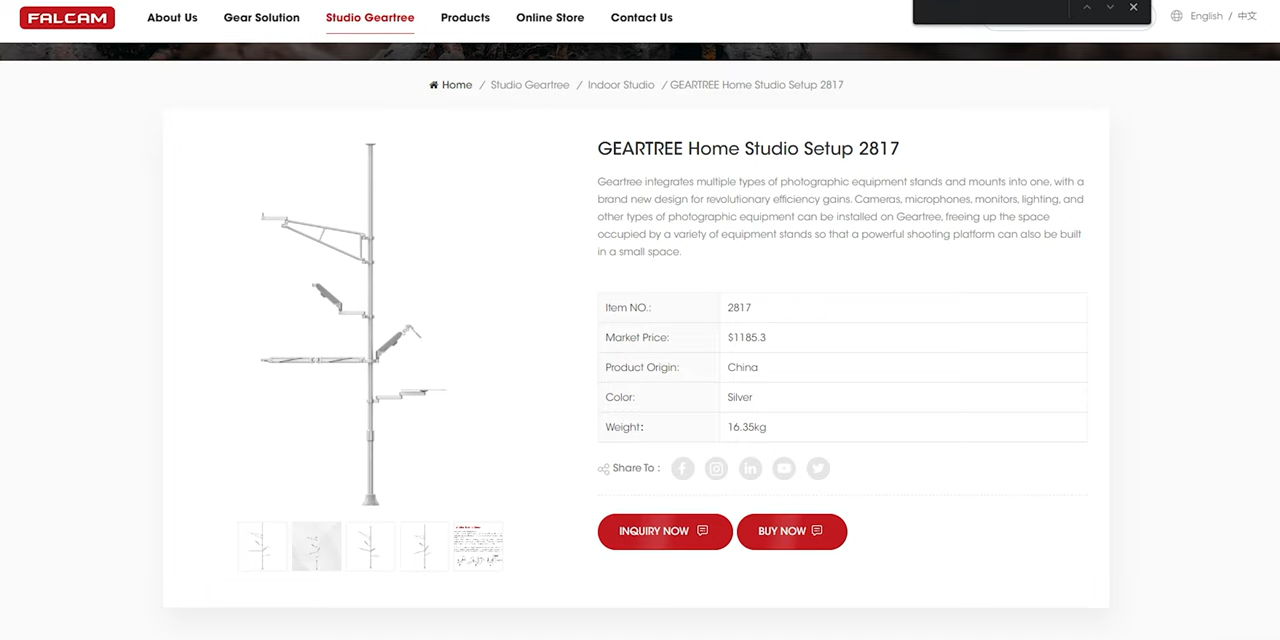 FALCAM
About Us
Gear Solution
Studio Geartree
Products
Online Store
Contact Us
English / 中文
Home / Studio Geartree / Indoor Studio / GEARTREE Home Studio Setup 2817
GEARTREE Home Studio Setup 2817
Geartree integrates multiple types of photographic equipment stands and mounts into one, with a
brand new design for revolutionary efficiency gains. Cameras, microphones, monitors, lighting, and
other types of photographic equipment can be installed on Geartree, freeing up the space
occupied by a variety of equipment stands so that a powerful shooting platform can also be built
in a small space.
Item NO.: 2817
Market Price: $1185.3
Product Origin: China
Color: Silver
Weight: 16.35kg
Share To :
INQUIRY NOW
BUY NOW